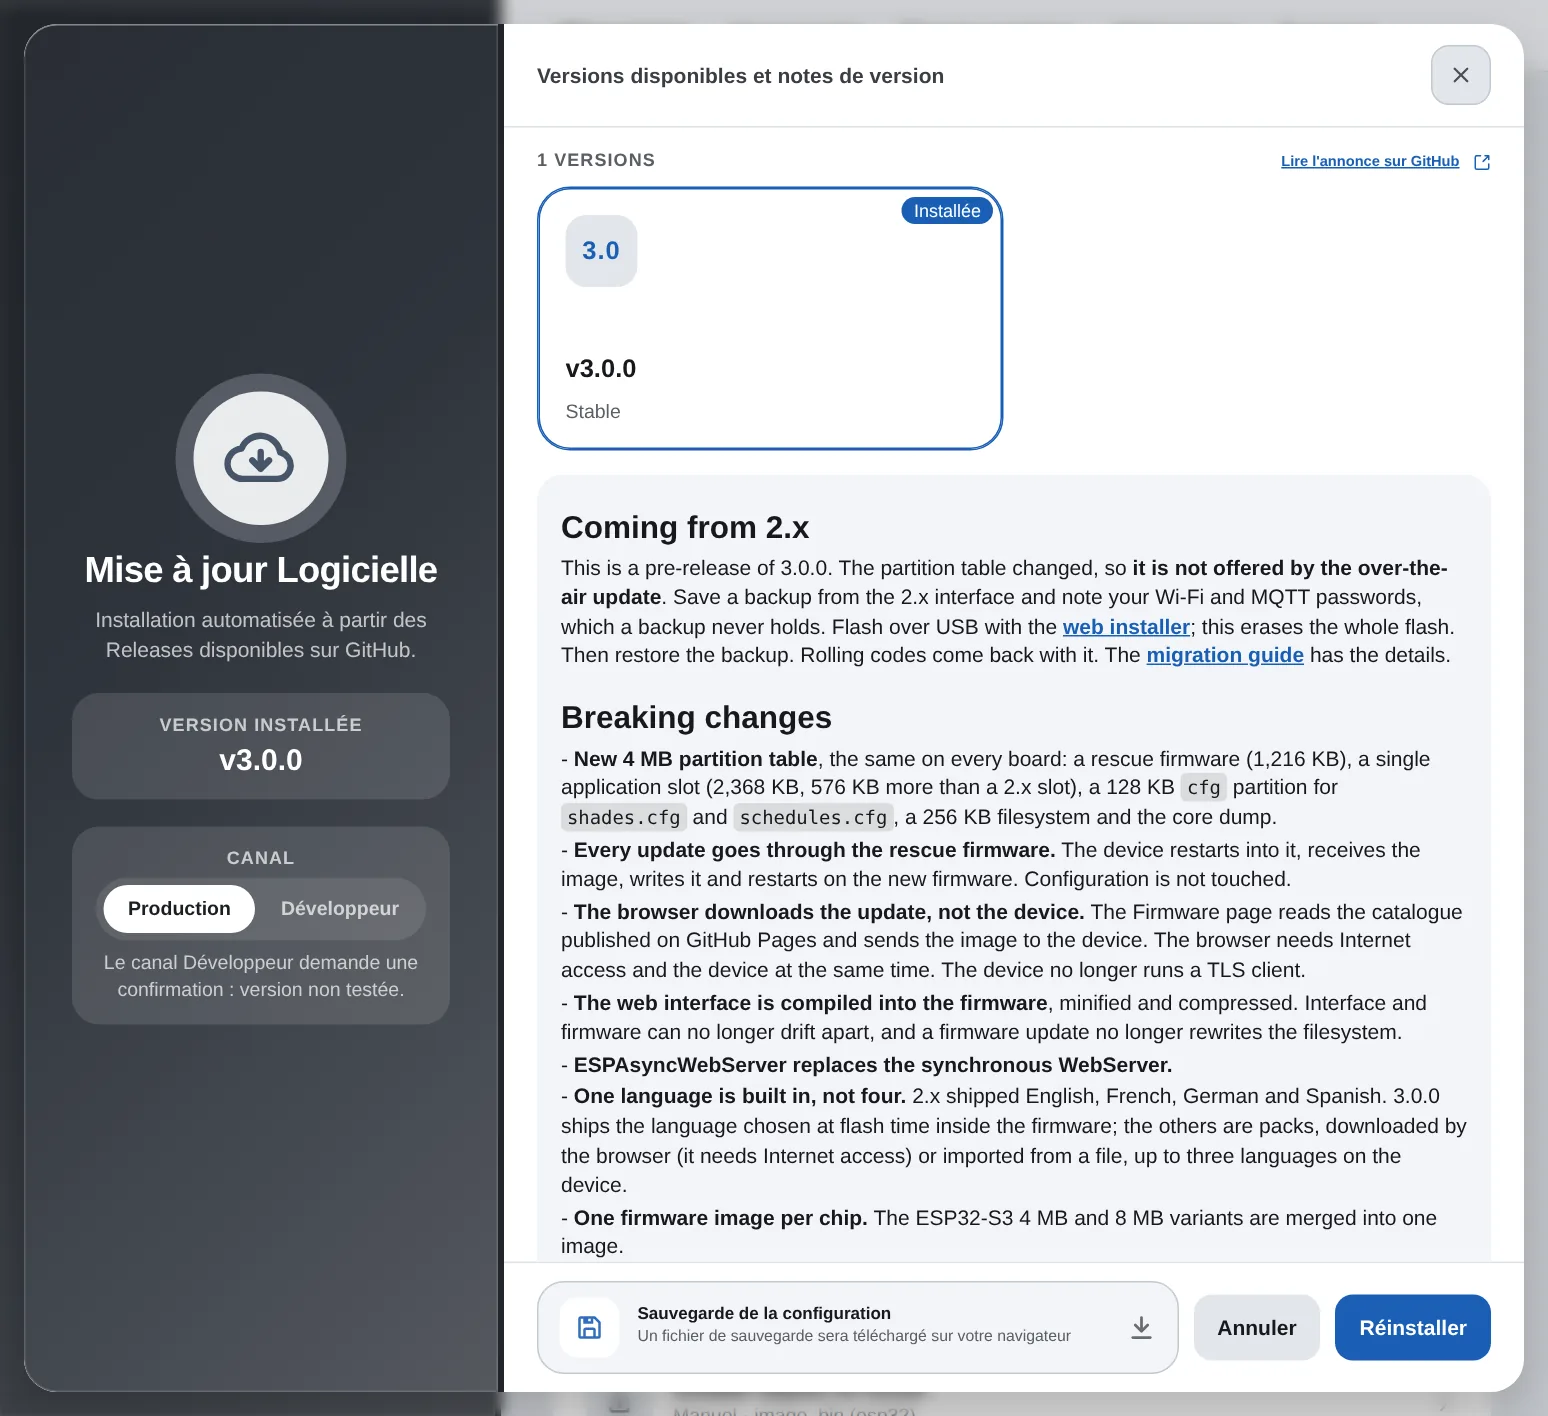 Versions disponibles et notes de version
1 VERSIONS
Lire l'annonce sur GitHub
Installée
3.0
v3.0.0
Stable
Mise à jour Logicielle
Installation automatisée à partir des
Releases disponibles sur GitHub.
VERSION INSTALLÉE
v3.0.0
CANAL
Production
Développeur
Le canal Développeur demande une
confirmation : version non testée.
Coming from 2.x
This is a pre-release of 3.0.0. The partition table changed, so it is not offered by the over-the-
air update. Save a backup from the 2.x interface and note your Wi-Fi and MQTT passwords,
which a backup never holds. Flash over USB with the web installer; this erases the whole flash.
Then restore the backup. Rolling codes come back with it. The migration guide has the details.
Breaking changes
- New 4 MB partition table, the same on every board: a rescue firmware (1,216 KB), a single
application slot (2,368 KB, 576 KB more than a 2.x slot), a 128 KB cfg partition for
shades.cfg and schedules.cfg, a 256 KB filesystem and the core dump.
- Every update goes through the rescue firmware. The device restarts into it, receives the
image, writes it and restarts on the new firmware. Configuration is not touched.
- The browser downloads the update, not the device. The Firmware page reads the catalogue
published on GitHub Pages and sends the image to the device. The browser needs Internet
access and the device at the same time. The device no longer runs a TLS client.
- The web interface is compiled into the firmware, minified and compressed. Interface and
firmware can no longer drift apart, and a firmware update no longer rewrites the filesystem.
- ESPAsyncWebServer replaces the synchronous WebServer.
- One language is built in, not four. 2.x shipped English, French, German and Spanish. 3.0.0
ships the language chosen at flash time inside the firmware; the others are packs, downloaded by
the browser (it needs Internet access) or imported from a file, up to three languages on the
device.
- One firmware image per chip. The ESP32-S3 4 MB and 8 MB variants are merged into one
image.
Sauvegarde de la configuration
Un fichier de sauvegarde sera téléchargé sur votre navigateur
Annuler
Réinstaller